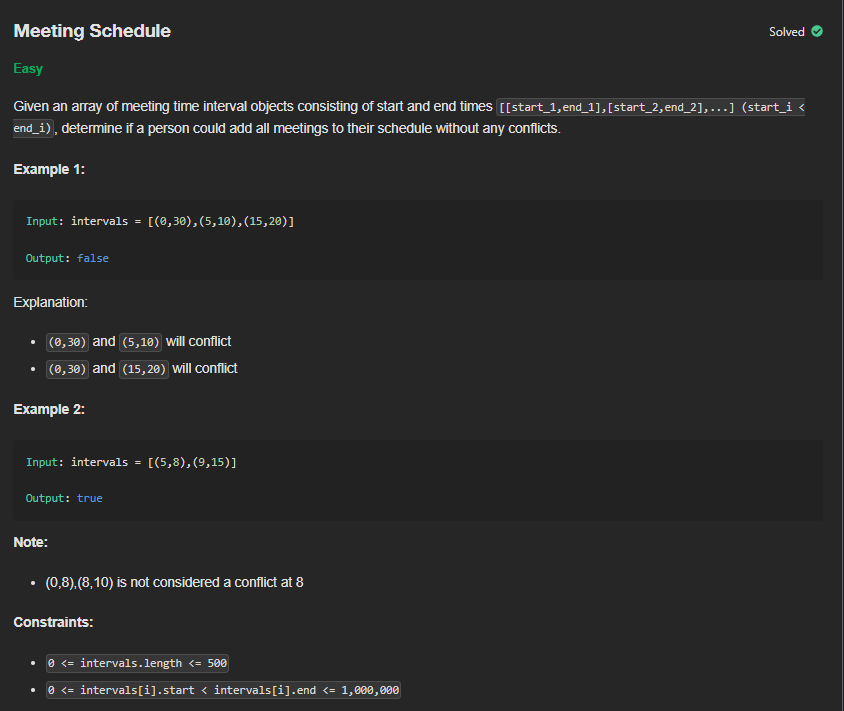 Meeting Schedule
Solved
Easy
Given an array of meeting time interval objects consisting of start and end times [[start_1,end_1],[start_2,end_2],...] (start_i <
end_i), determine if a person could add all meetings to their schedule without any conflicts.
Example 1:
Input: intervals = [(0,30),(5,10),(15,20)]
Output: false
Explanation:
• (0,30) and (5,10) will conflict
• (0,30) and (15,20) will conflict
Example 2:
Input: intervals = [(5,8),(9,15)]
Output: true
Note:
• (0,8),(8,10) is not considered a conflict at 8
Constraints:
• 0 <= intervals.length <= 500
• 0 <= intervals[i].start < intervals[i].end <= 1,000,000